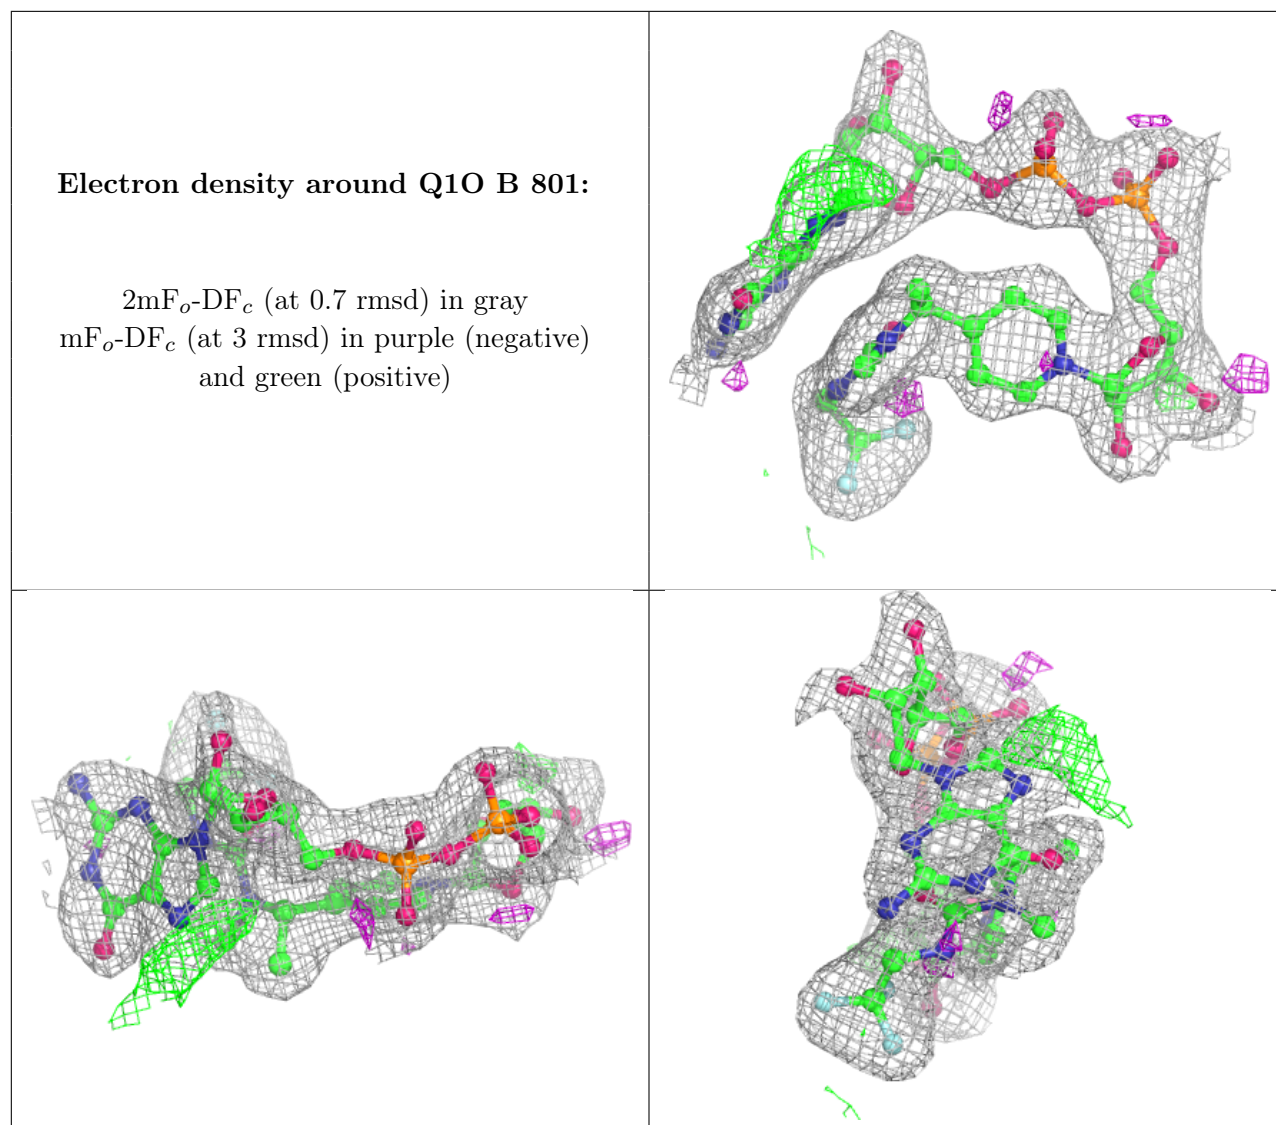 Electron density around Q1O B 801:
2mFo-DFc (at 0.7 rmsd) in gray
mFo-DFc (at 3 rmsd) in purple (negative)
and green (positive)